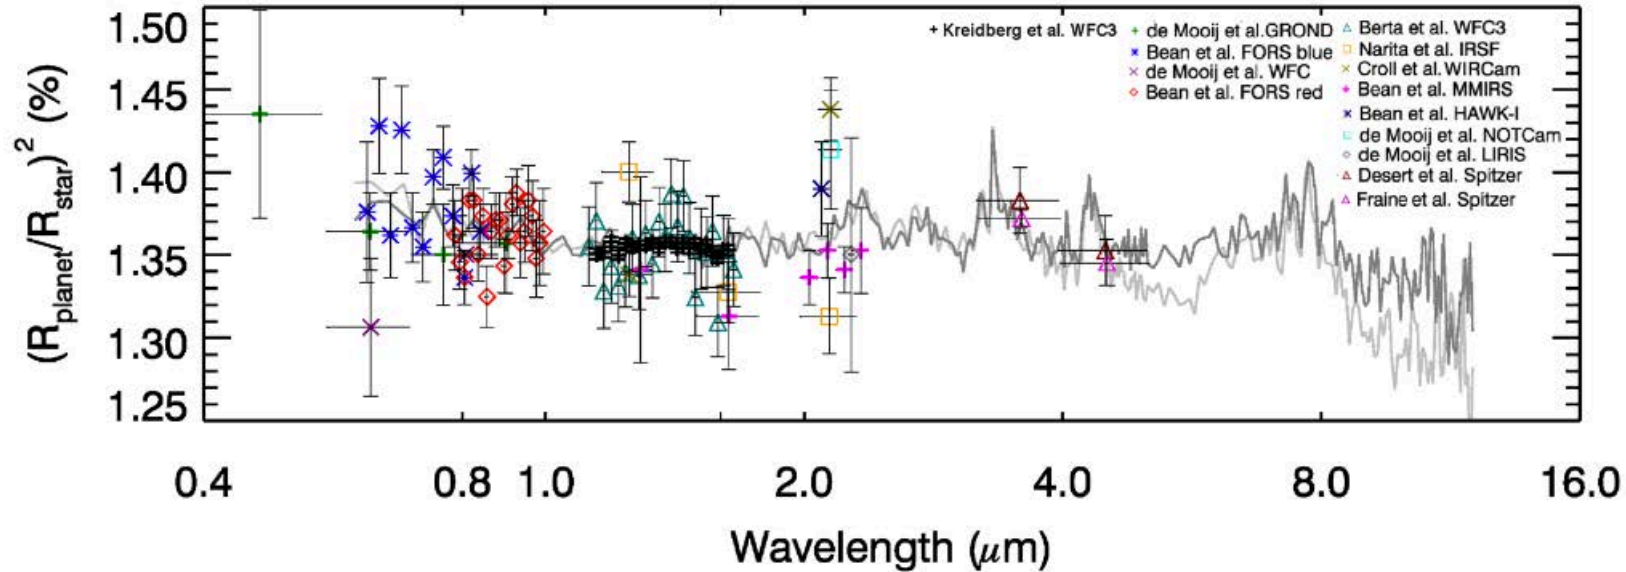 (R_planet/R_star)^2 (%)
1.50
1.45
1.40
1.35
1.30
1.25
+ Kreidberg et al. WFC3
de Mooij et al.GROND
Bean et al. FORS blue
de Mooij et al. WFC
Bean et al. FORS red
Berta et al. WFC3
Narita et al. IRSF
Croll et al.WIRCam
Bean et al. MMIRS
Bean et al. HAWK-I
de Mooij et al. NOTCam
de Mooij et al. LIRIS
Desert et al. Spitzer
Fraine et al. Spitzer
0.4 0.8 1.0 2.0 4.0 8.0 16.0
Wavelength (μm)